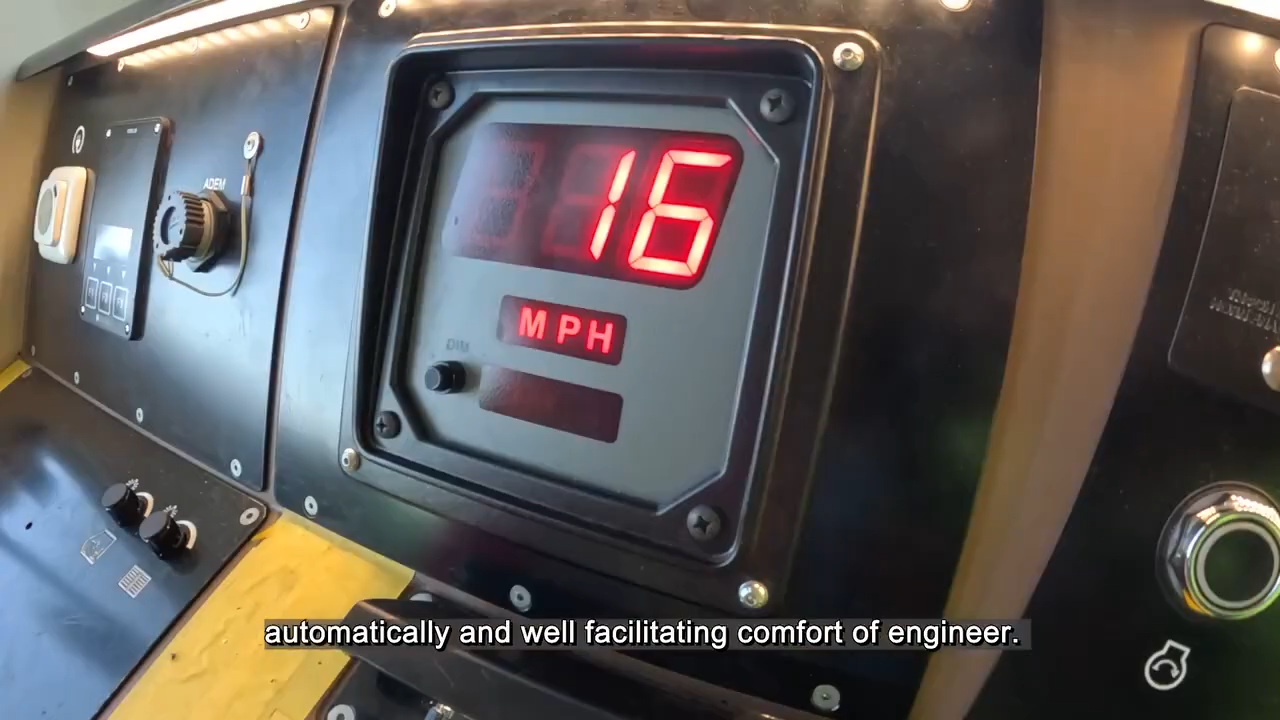 ADEM
16
MPH
DIM
automatically and well facilitating comfort of engineer.